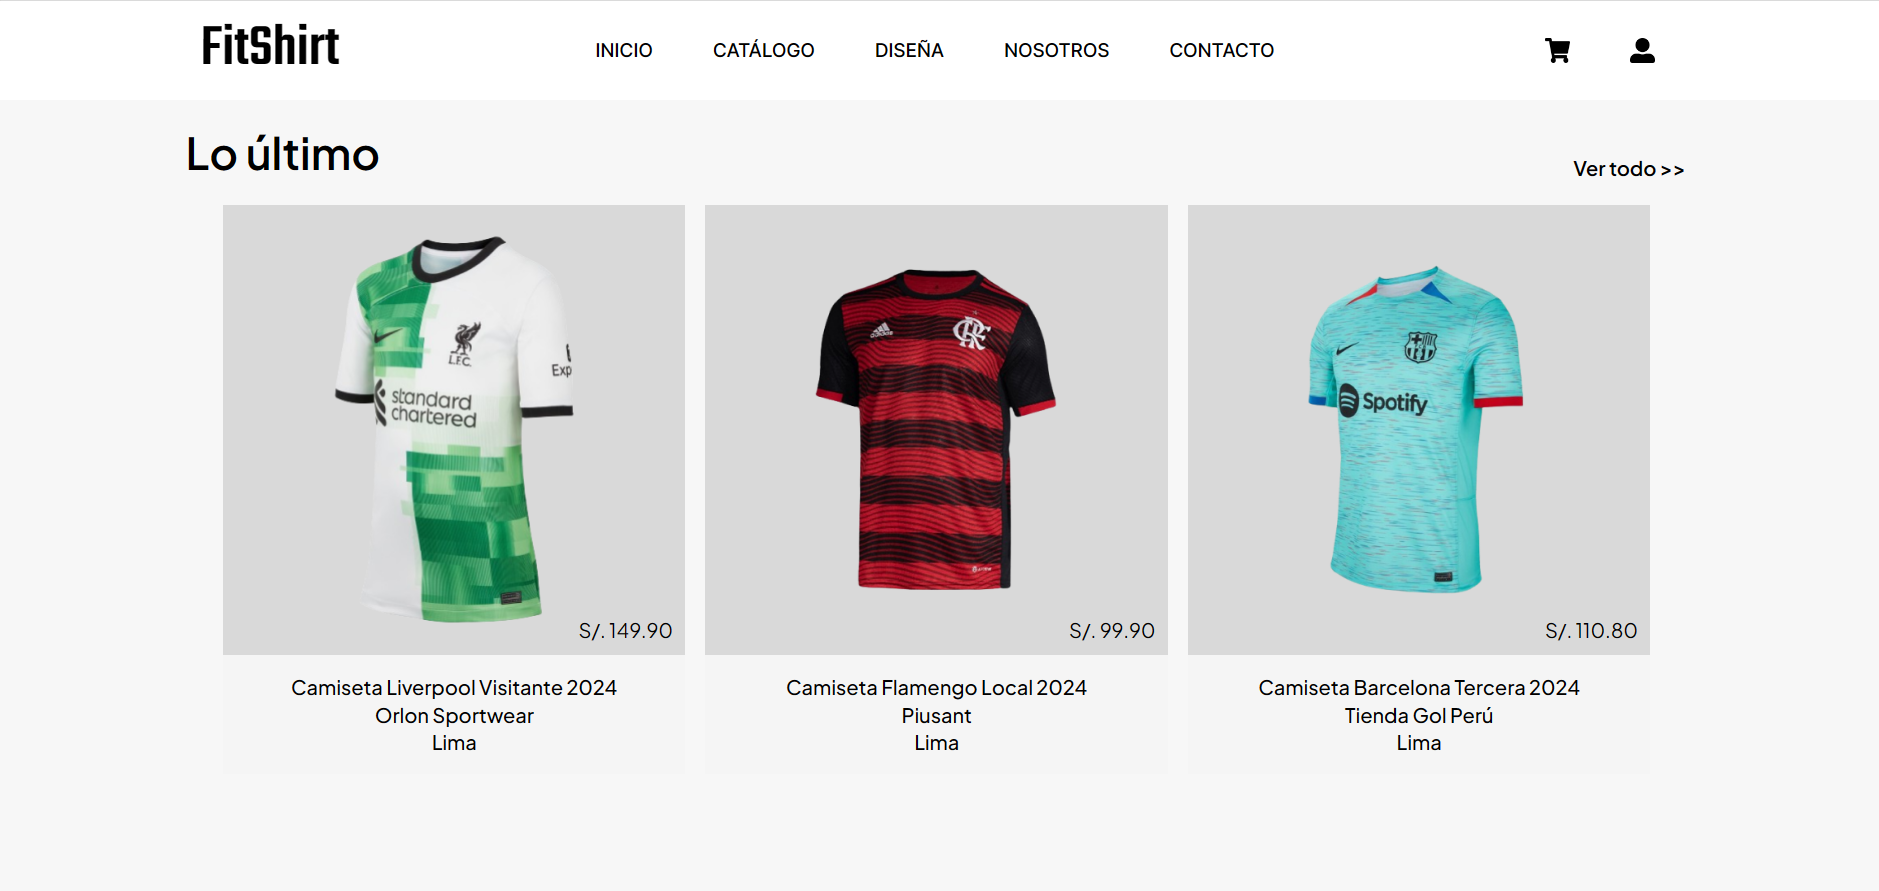 FitShirt
INICIO
CATÁLOGO
DISEÑA
NOSOTROS
CONTACTO
Lo último
Ver todo >>
L.F.C.
Exp
standard
chartered
S/. 149.90
adidas
S/. 99.90
Spotify
S/. 110.80
Camiseta Liverpool Visitante 2024
Orlon Sportwear
Lima
Camiseta Flamengo Local 2024
Piusant
Lima
Camiseta Barcelona Tercera 2024
Tienda Gol Perú
Lima